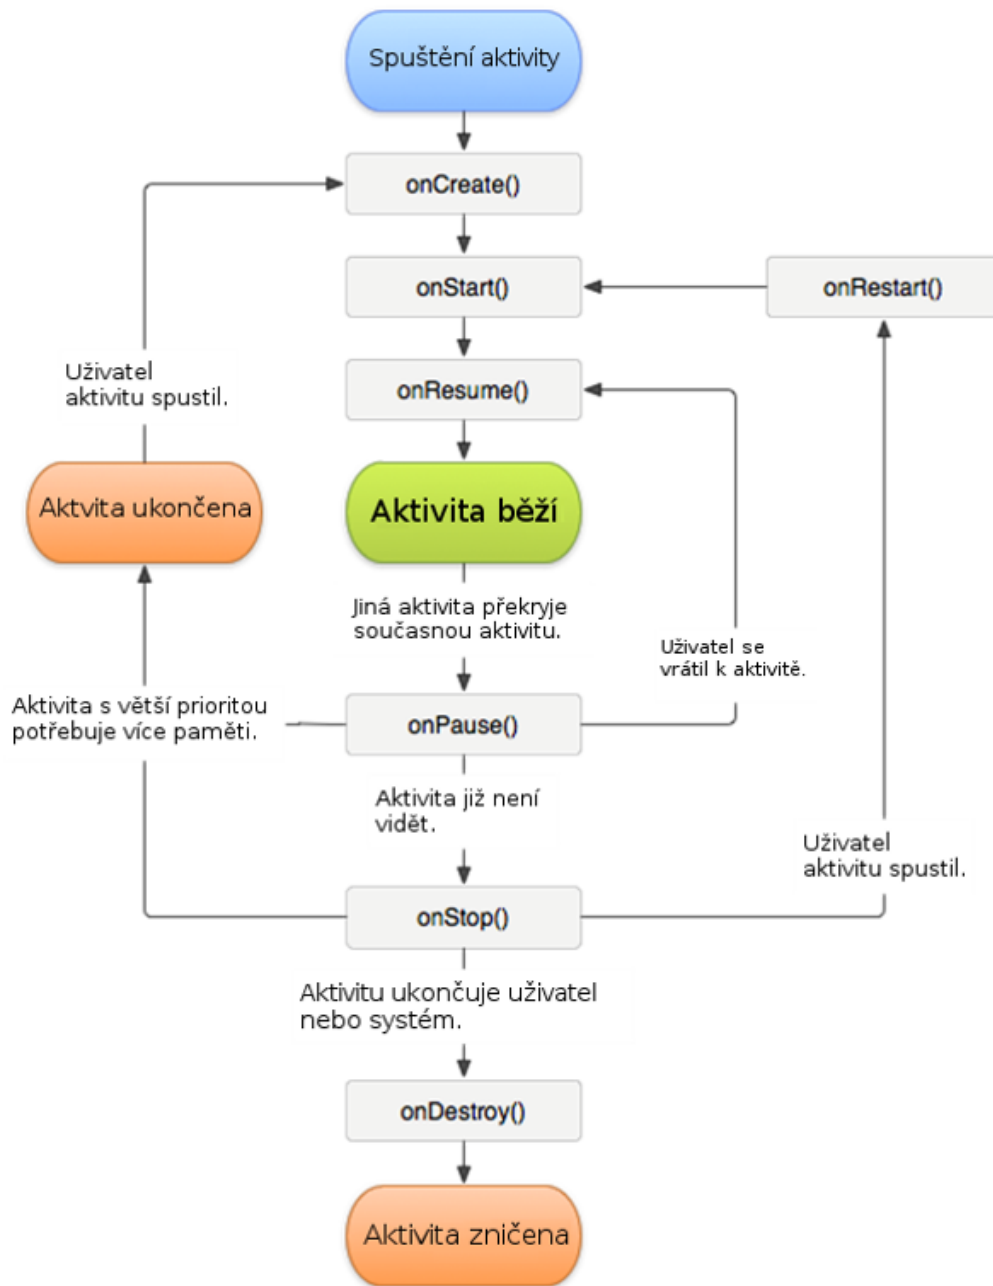 Spuštění aktivity
onCreate()
onStart()
onRestart()
Uživatel
aktivitu spustil.
onResume()
Aktvita ukončena
Aktivita běží
Jiná aktivita překryje
současnou aktivitu.
Uživatel se
vrátil k aktivitě.
Aktivita s větší prioritou
potřebuje více paměti.
onPause()
Aktivita již není
vidět.
Uživatel
aktivitu spustil.
onStop()
Aktivitu ukončuje uživatel
nebo systém.
onDestroy()
Aktivita zničena